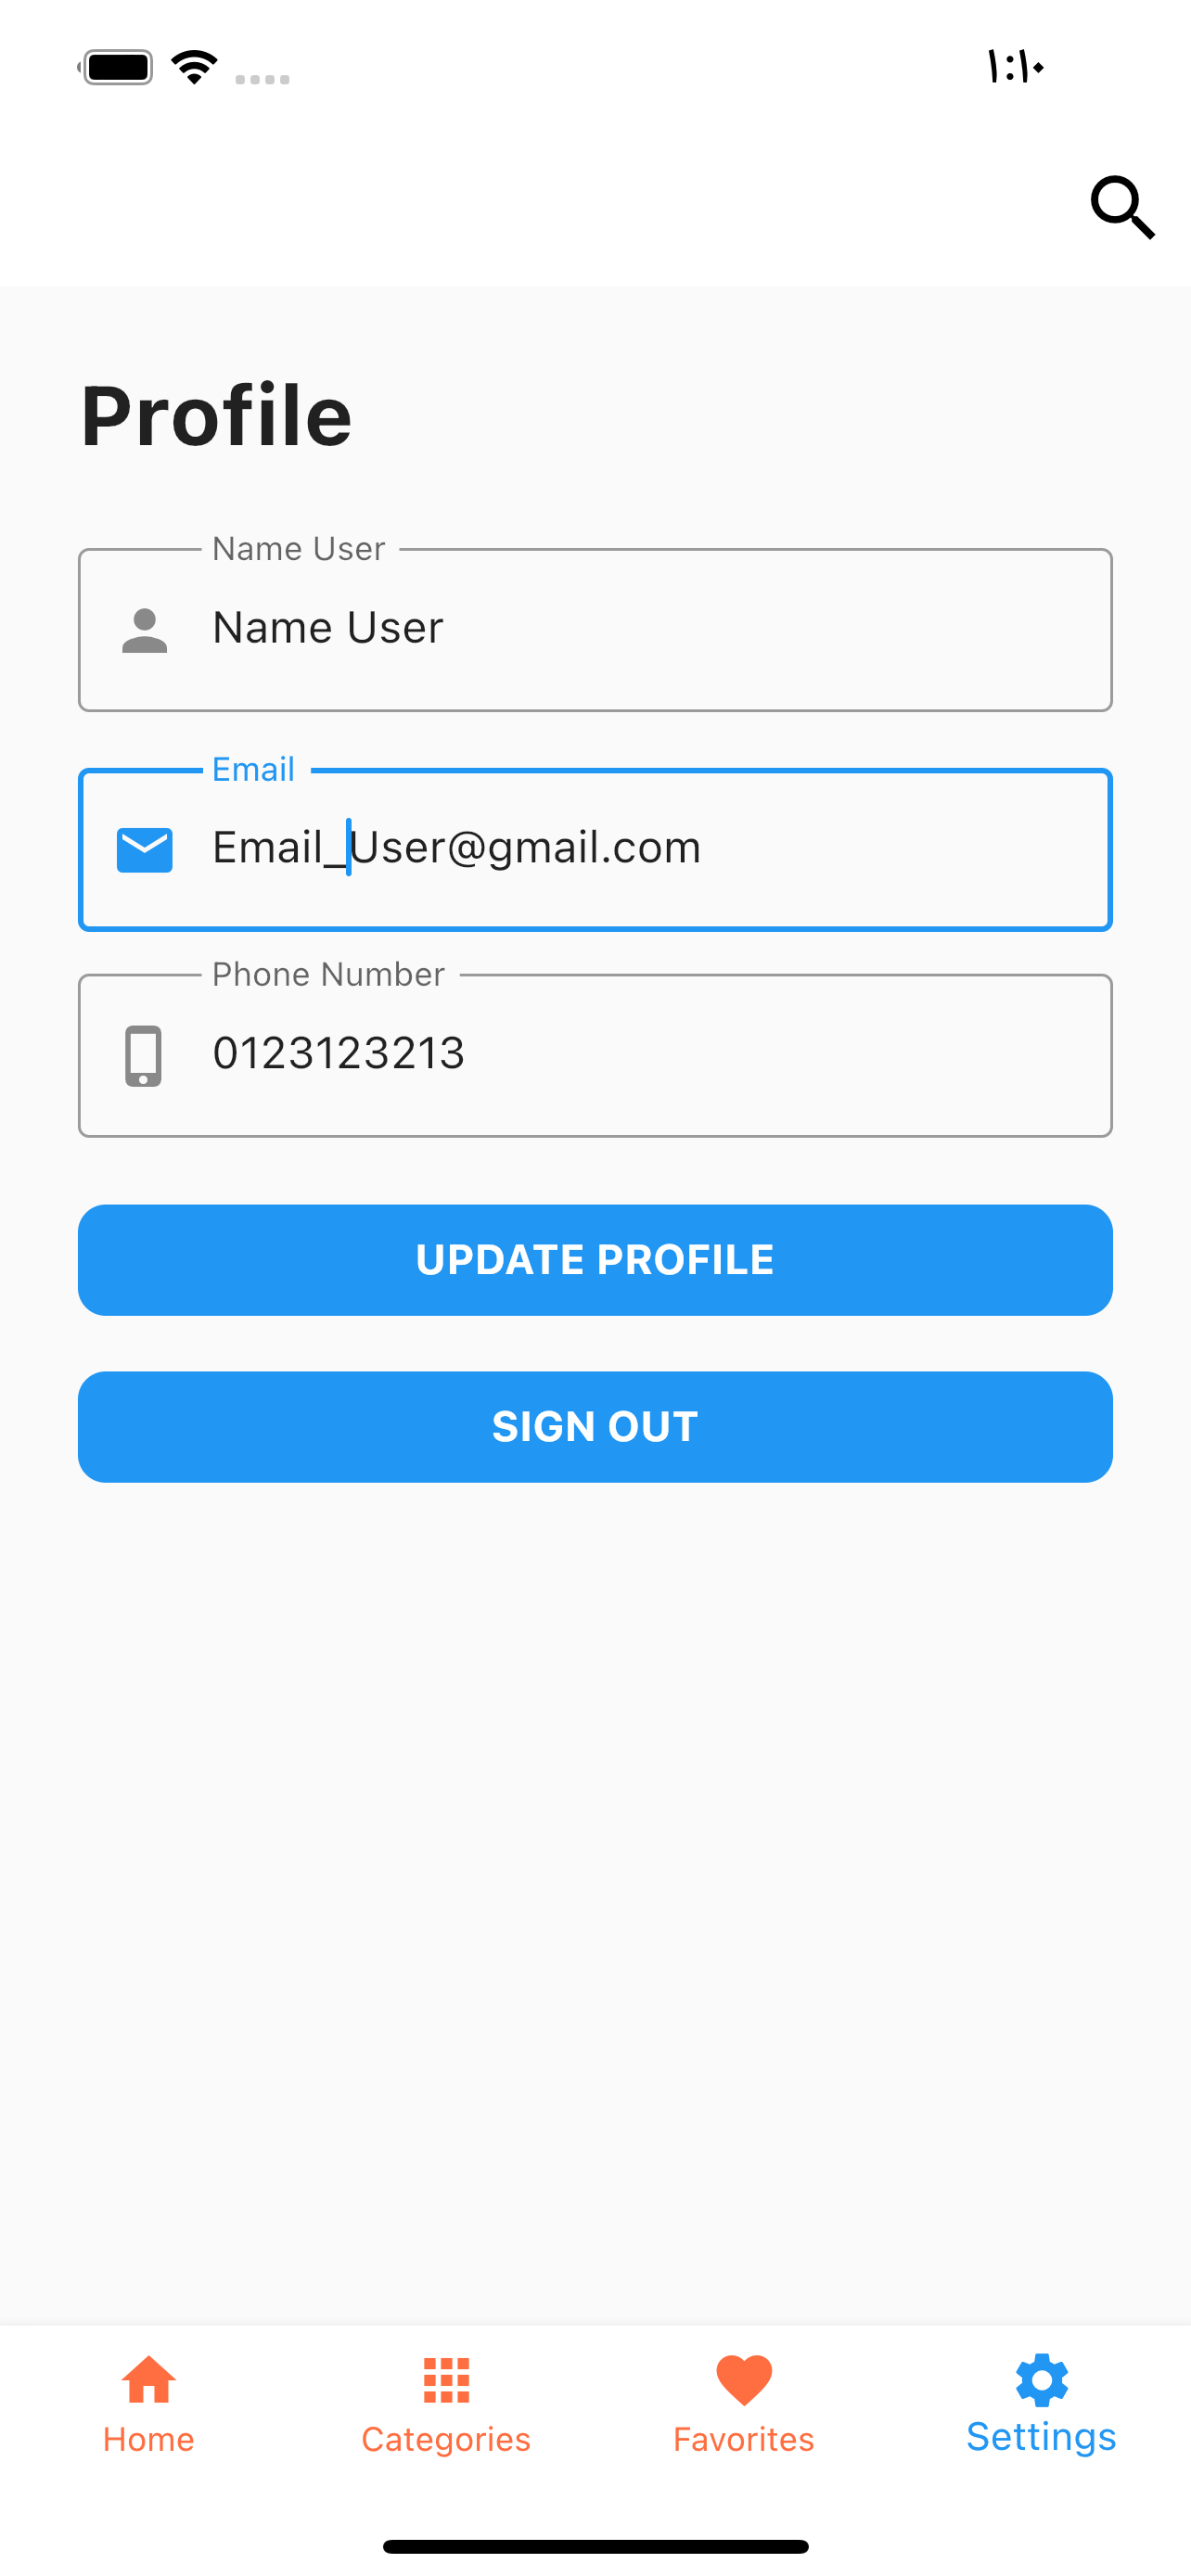 ١:١٠
Profile
Name User
Name User
Email
Email_User@gmail.com
Phone Number
0123123213
UPDATE PROFILE
SIGN OUT
Home
Categories
Favorites
Settings